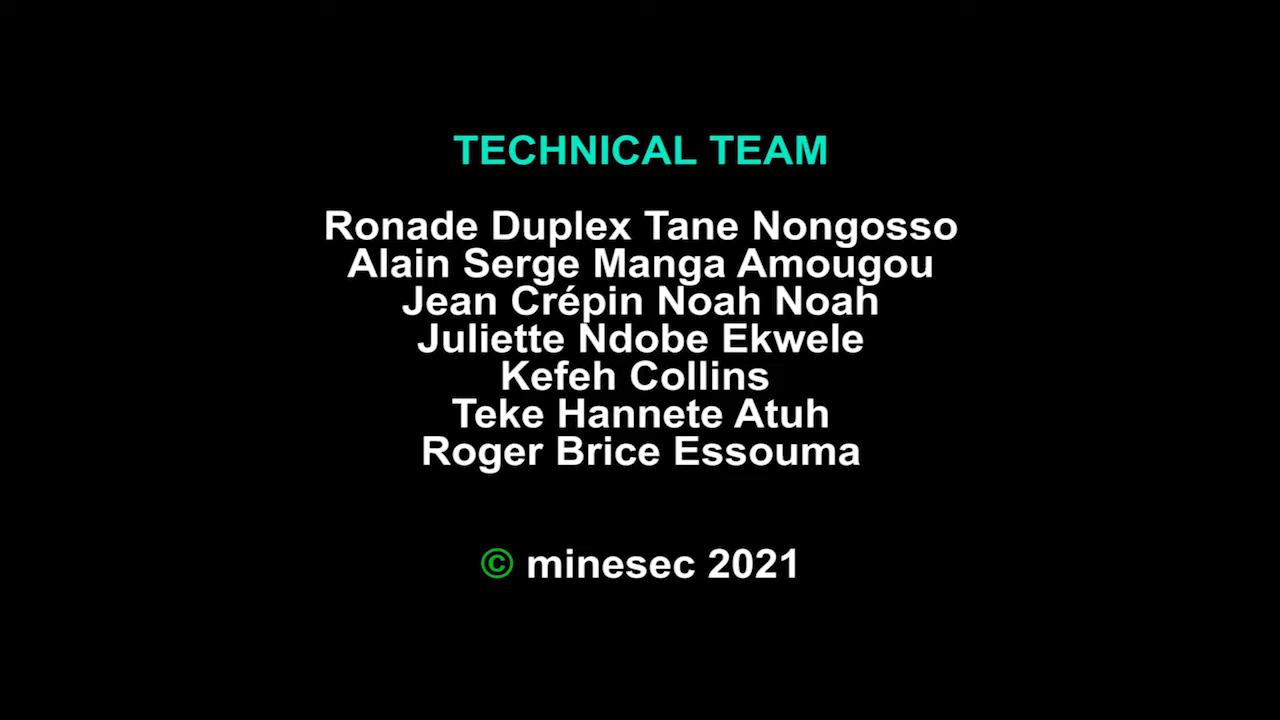 TECHNICAL TEAM
Ronade Duplex Tane Nongosso
Alain Serge Manga Amougou
Jean Crépin Noah Noah
Juliette Ndobe Ekwele
Kefeh Collins
Teke Hannete Atuh
Roger Brice Essouma
© minesec 2021